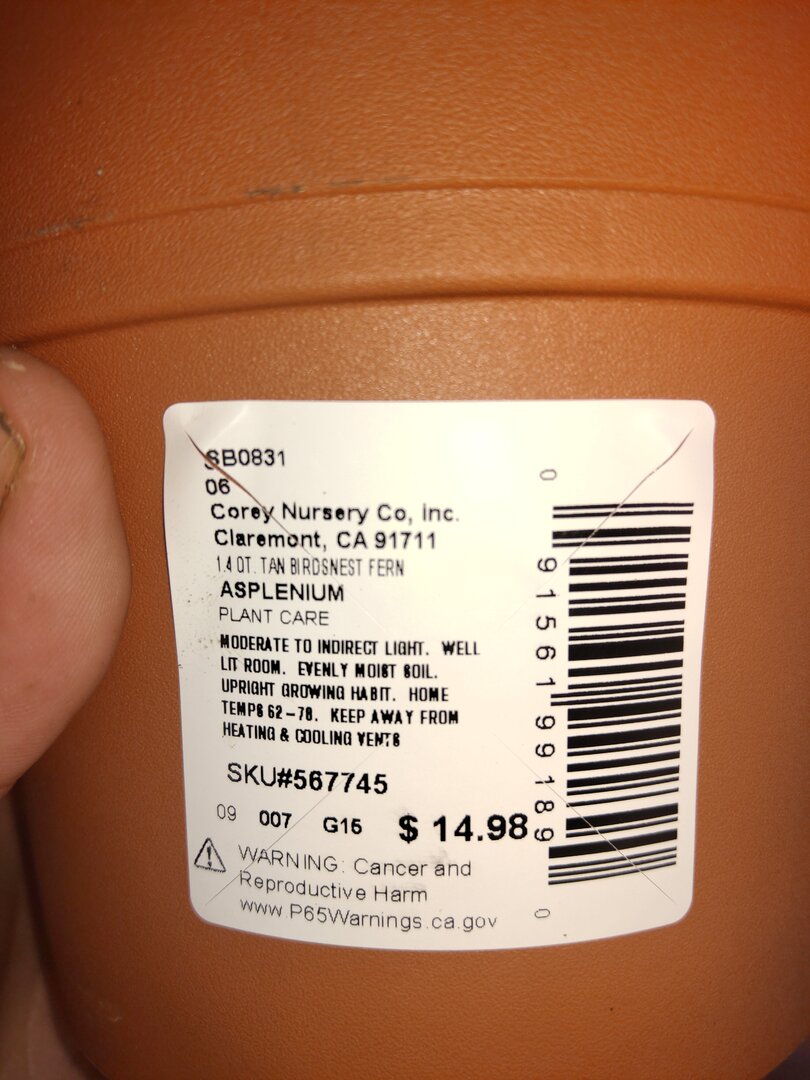 SB0831
06
Corey Nursery Co, Inc.
Claremont, CA 91711
1.4 QT. TAN BIRDSNEST FERN
ASPLENIUM
PLANT CARE
MODERATE TO INDIRECT LIGHT. WELL
LIT ROOM. EVENLY MOIST SOIL.
UPRIGHT GROWING HABIT. HOME
TEMPS 62-78. KEEP AWAY FROM
HEATING & COOLING VENTS
SKU#567745
09 007 G15 $ 14.98
WARNING: Cancer and
Reproductive Harm
www.P65Warnings.ca.gov
0 91561 99189 0